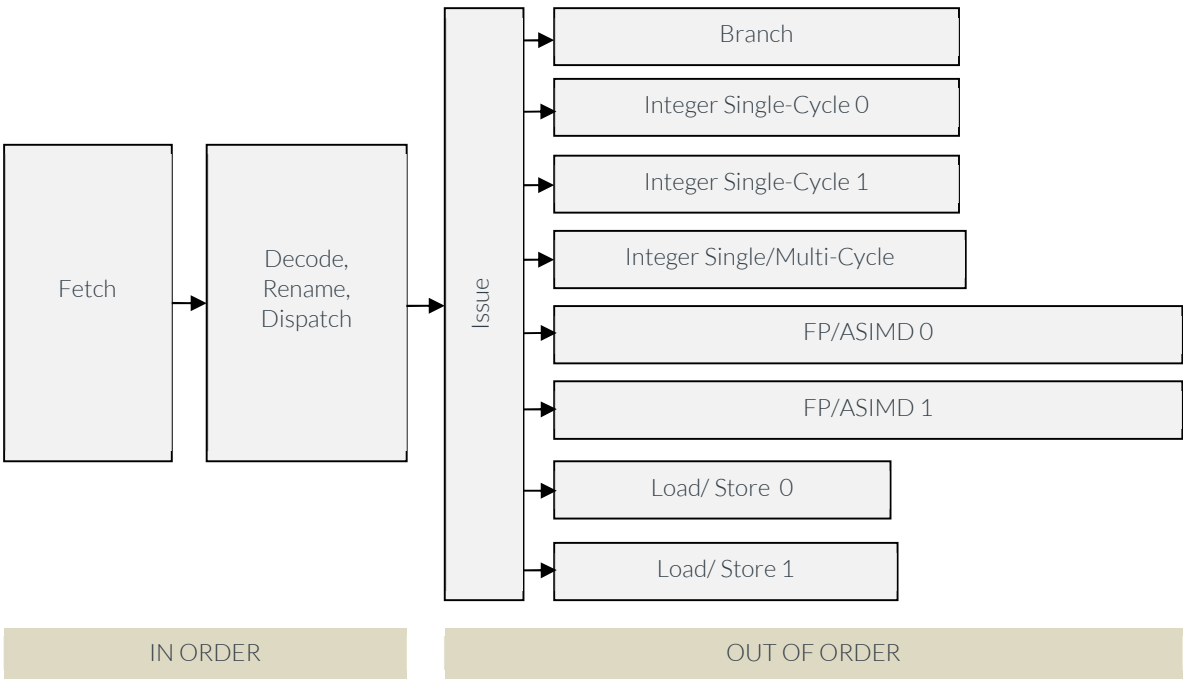 Fetch
Decode,
Rename,
Dispatch
Issue
Branch
Integer Single-Cycle 0
Integer Single-Cycle 1
Integer Single/Multi-Cycle
FP/ASIMD 0
FP/ASIMD 1
Load/ Store 0
Load/ Store 1
IN ORDER
OUT OF ORDER